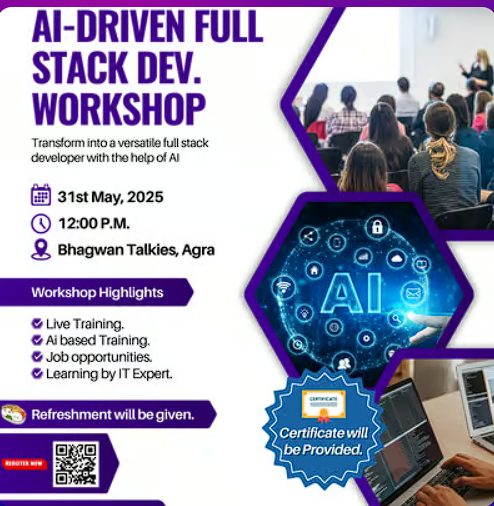 AI-DRIVEN FULL
STACK DEV.
WORKSHOP
Transform into a versatile full stack
developer with the help of AI
31st May, 2025
12:00 P.M.
Bhagwan Talkies, Agra
Workshop Highlights
Live Training.
Ai based Training.
Job opportunities.
Learning by IT Expert.
Refreshment will be given.
REGISTER NOW
AI
CERTIFICATE
Certificate will
be Provided.